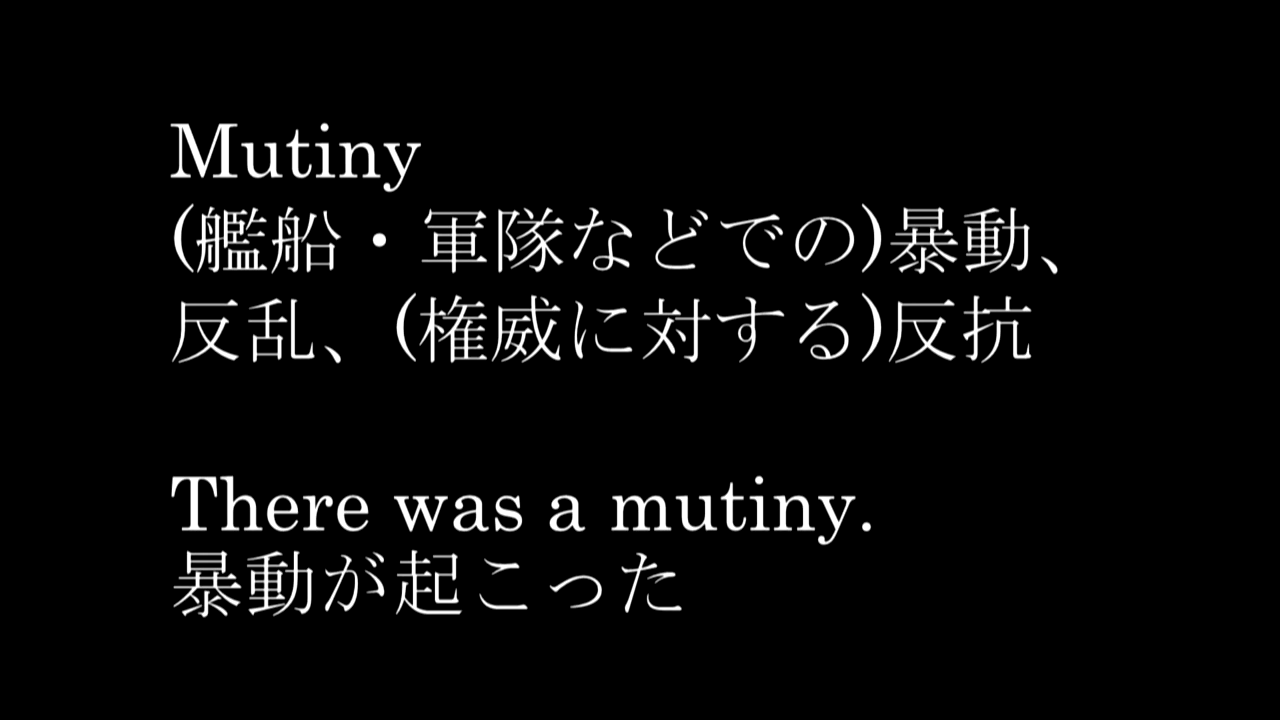 Mutiny
(艦船・軍隊などでの)暴動、
反乱、(権威に対する)反抗
There was a mutiny.
暴動が起こった